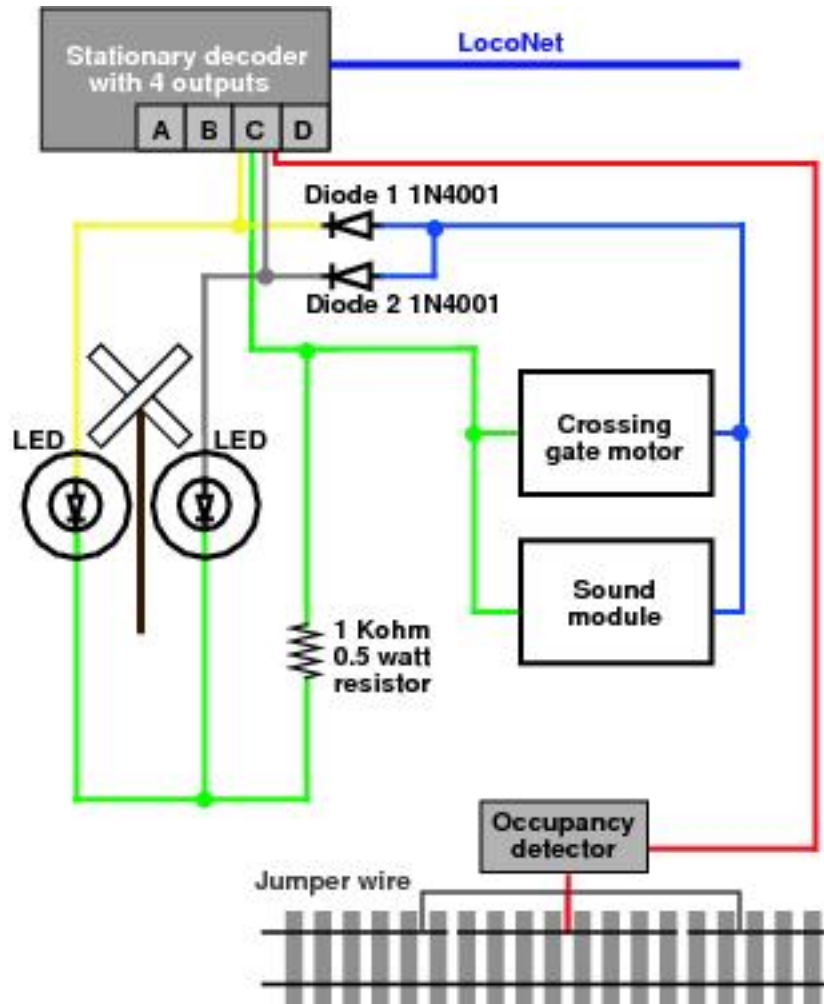 Stationary decoder
with 4 outputs
A B C D
LocoNet
Diode 1 1N4001
Diode 2 1N4001
LED
LED
Crossing
gate motor
Sound
module
1 Kohm
0.5 watt
resistor
Occupancy
detector
Jumper wire